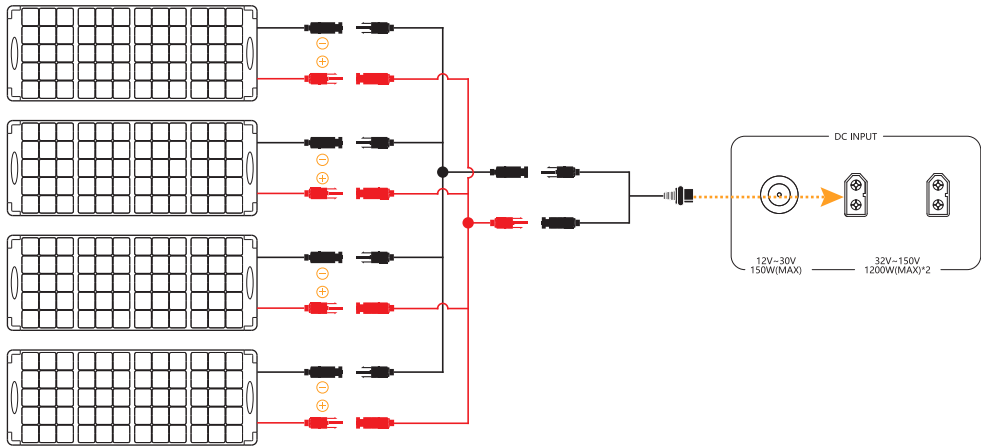 DC INPUT
12V~30V
150W(MAX)
32V~150V
1200W(MAX)*2